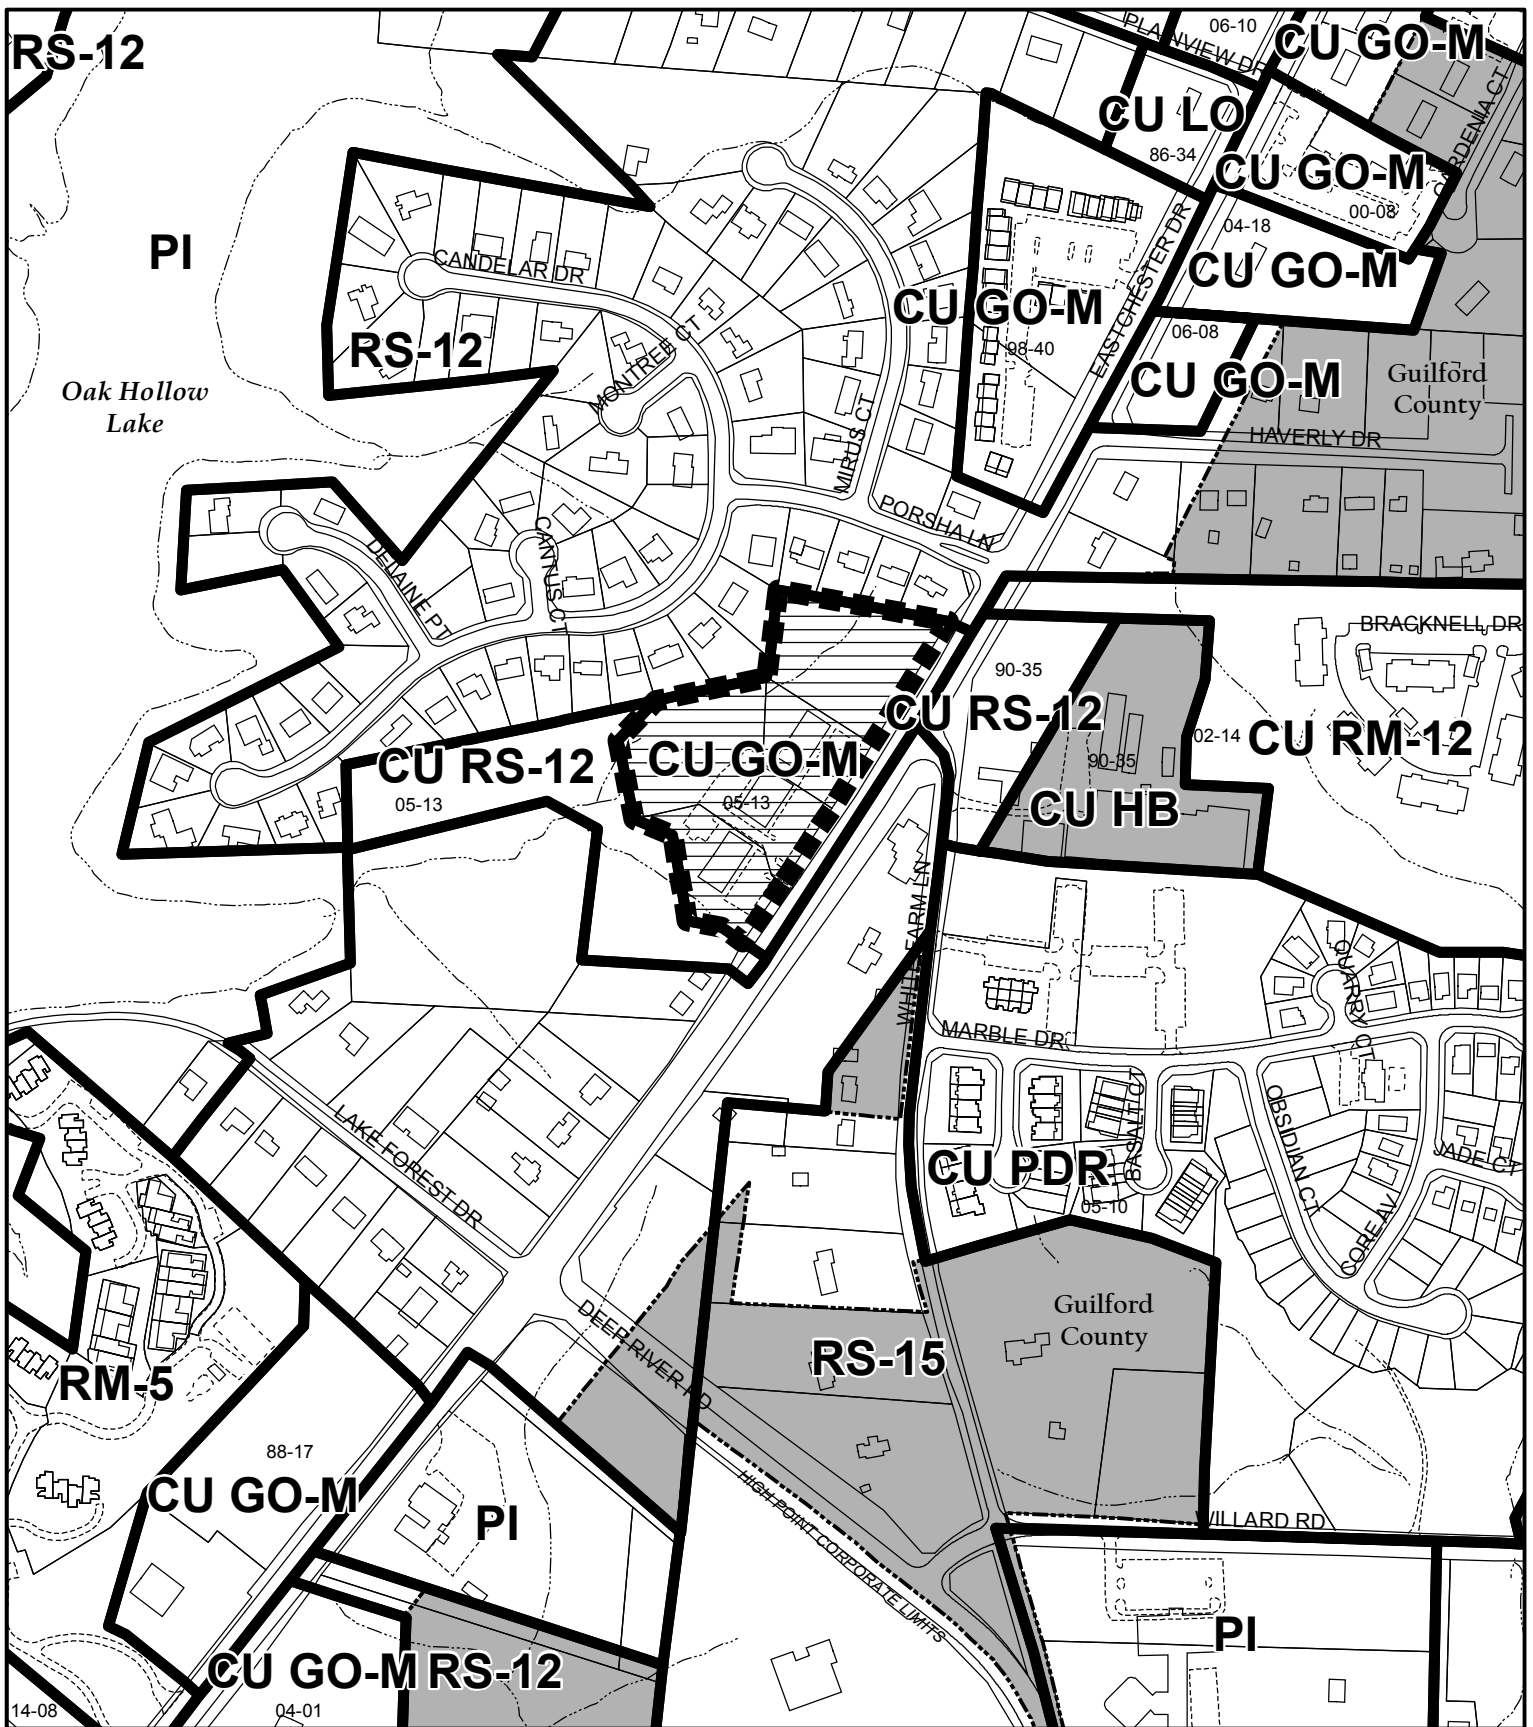 RS-12
PLAINVIEW DR
06-10
CU GO-M
CU LO
86-34
GARDENIA CT
CU GO-M
00-08
04-18
CU GO-M
PI
CANDELAR DR
RS-12
MONTREE CT
CU GO-M
98-40
EASTCHESTER DR
06-08
CU GO-M
Guilford
County
HAVERLY DR
Oak Hollow
Lake
MIRUS CT
PORSHA LN
DELAINE PT
CANTUS CT
BRACKNELL DR
90-35
CU RS-12
02-14
CU RM-12
90-35
CU HB
CU RS-12
05-13
CU GO-M
05-13
WHITE FARM LN
QUARRY CT
MARBLE DR
BASALT CT
OBSIDIAN CT
JADE CT
CORE AV
CU PDR
05-10
LAKE FOREST DR
DEEP RIVER RD
Guilford
County
RS-15
RM-5
88-17
CU GO-M
PI
HIGH POINT CORPORATE LIMITS
WILLARD RD
PI
CU GO-M
RS-12
14-08
04-01